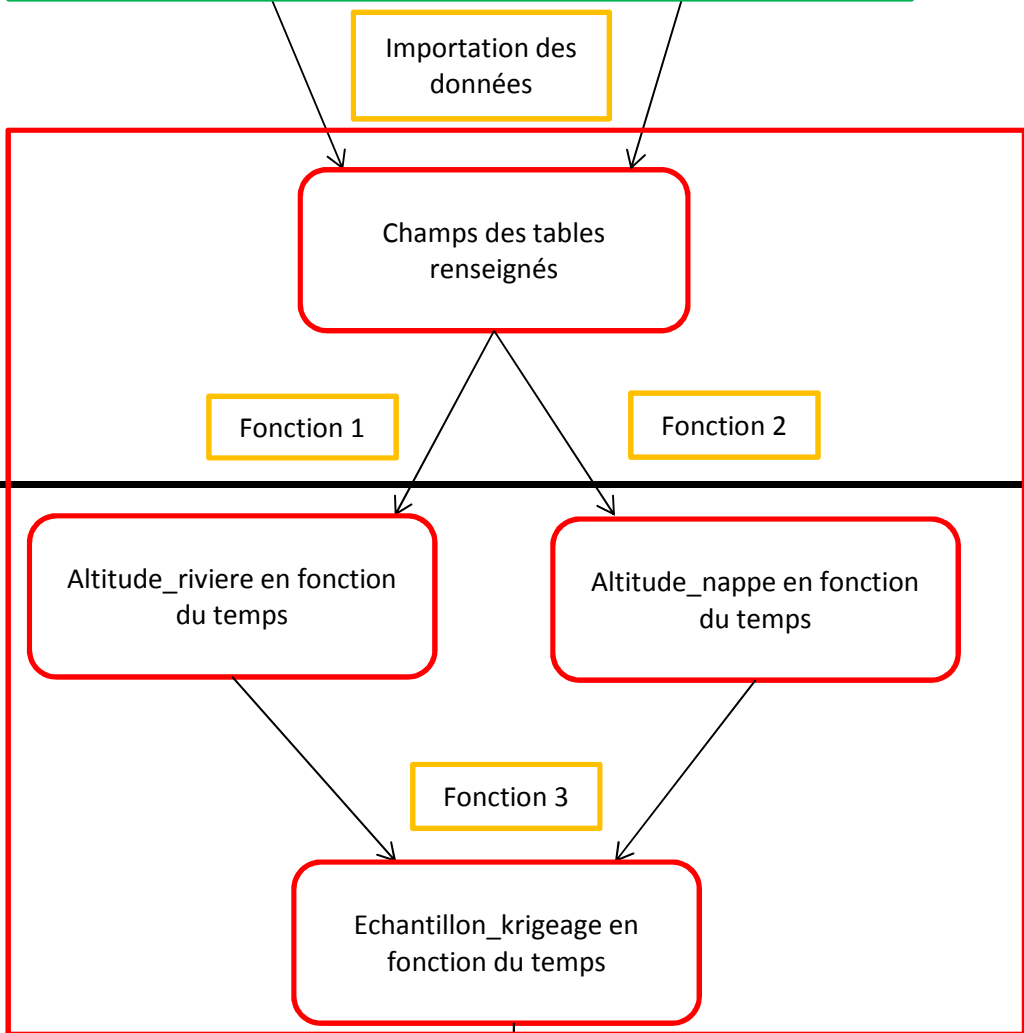 Importation des
données
Champs des tables
renseignés
Fonction 1
Fonction 2
Altitude_riviere en fonction
du temps
Altitude_nappe en fonction
du temps
Fonction 3
Echantillon_krigeage en
fonction du temps